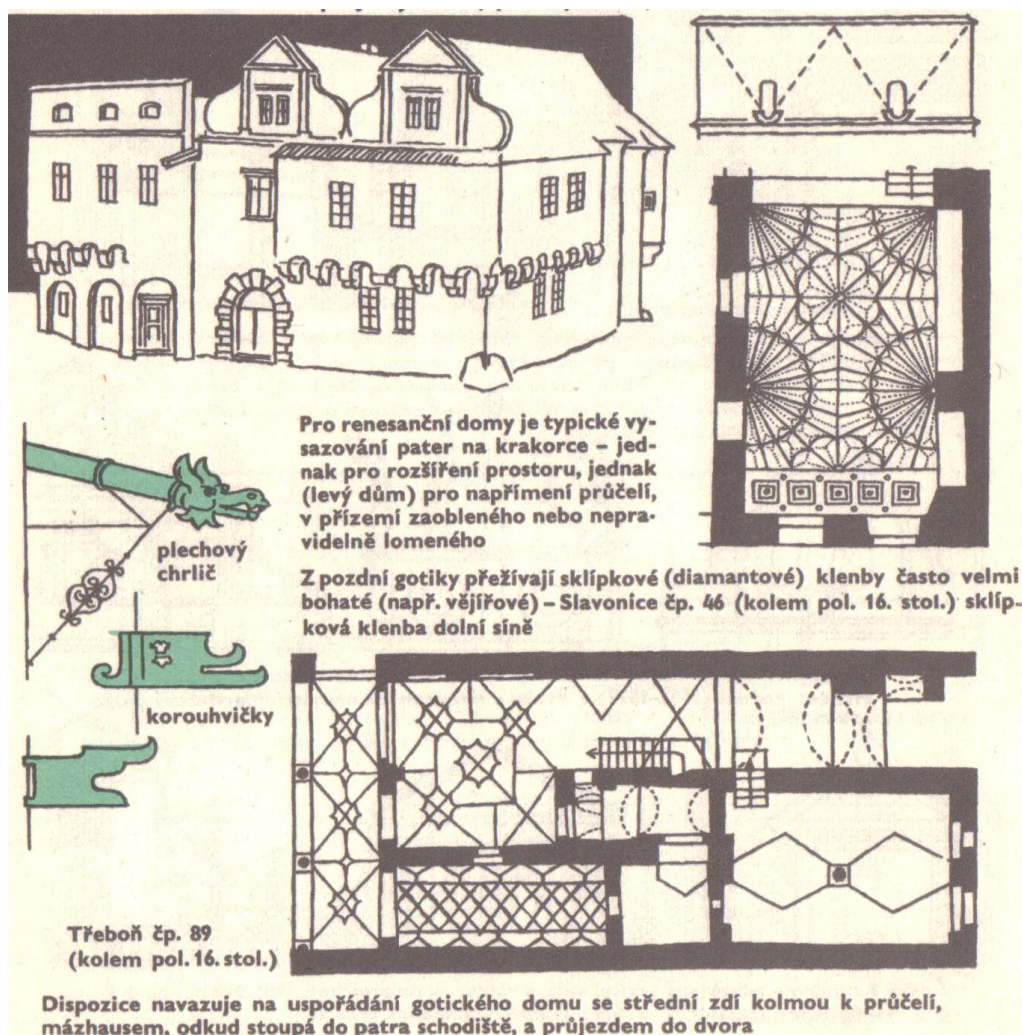 Pro renesanční domy je typické vy-
sazování pater na krakorce – jed-
nak pro rozšíření prostoru, jednak
(levý dům) pro napřímení průčelí,
v přízemí zaobleného nebo nepra-
videlně lomeného
Z pozdní gotiky přežívají sklípkové (diamantové) klenby často velmi
bohaté (např. vějířové) – Slavonice čp. 46 (kolem pol. 16. stol.) sklíp-
ková klenba dolní síně
plechový
chrlič
korouhvičky
Třeboň čp. 89
(kolem pol. 16. stol.)
Dispozice navazuje na uspořádání gotického domu se střední zdí kolmou k průčelí,
mázhausem, odkud stoupá do patra schodiště, a průjezdem do dvora